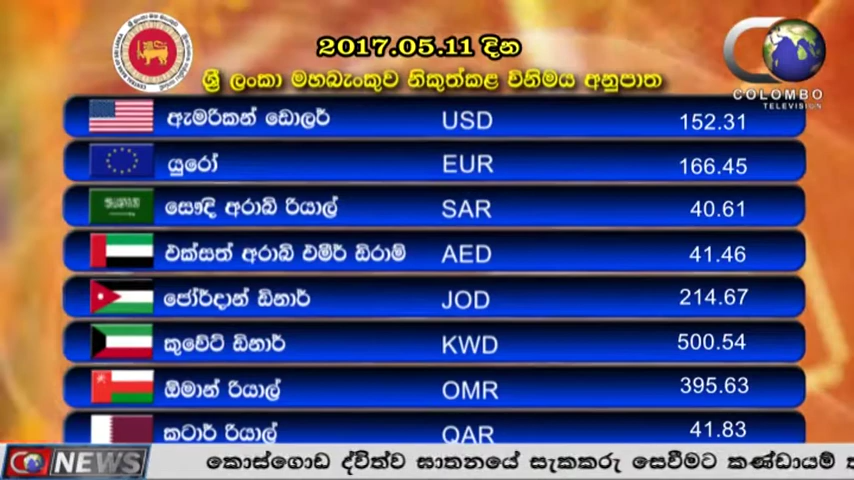 2017.05.11 දින
ශ්‍රී ලංකා මහබැංකුව නිකුත්කළ විනිමය අනුපාත
COLOMBO
TELEVISION
ඇමරිකන් ඩොලර් USD 152.31
යුරෝ EUR 166.45
සෞදි අරාබි රියාල් SAR 40.61
එක්සත් අරාබි එමීර් ඩිරාම් AED 41.46
ජෝර්දාන් ඩිනාර් JOD 214.67
කුවේට් ඩිනාර් KWD 500.54
ඕමාන් රියාල් OMR 395.63
කටාර් රියාල් QAR 41.83
NEWS කොස්ගොඩ ද්විත්ව ඝාතනයේ සැකකරු සෙවීමට කණ්ඩායම්